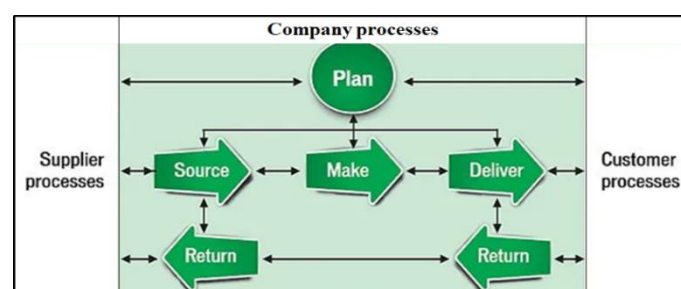 Company processes
Plan
Supplier
processes
Source
Make
Deliver
Customer
processes
Return
Return